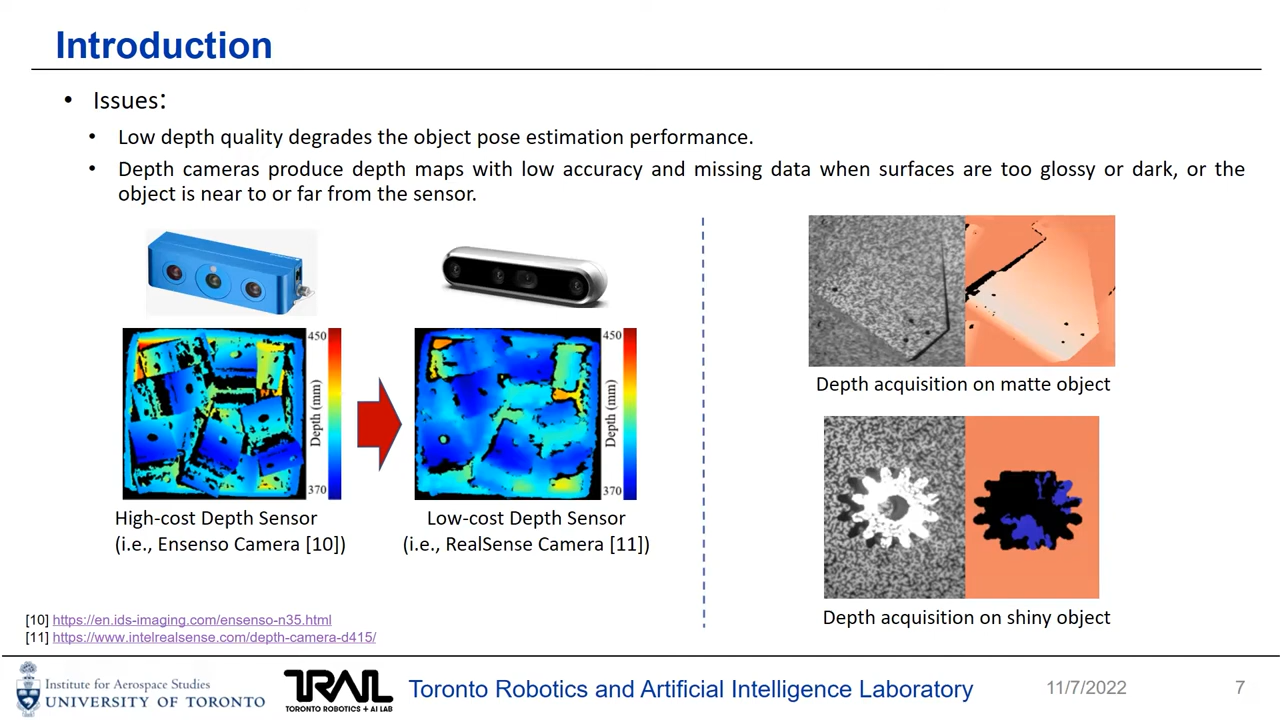 Introduction
• Issues:
• Low depth quality degrades the object pose estimation performance.
• Depth cameras produce depth maps with low accuracy and missing data when surfaces are too glossy or dark, or the
object is near to or far from the sensor.
450
Depth (mm)
370
450
Depth (mm)
370
High-cost Depth Sensor
(i.e., Ensenso Camera [10])
Low-cost Depth Sensor
(i.e., RealSense Camera [11])
Depth acquisition on matte object
Depth acquisition on shiny object
[10] https://en.ids-imaging.com/ensenso-n35.html
[11] https://www.intelrealsense.com/depth-camera-d415/
Institute for Aerospace Studies
UNIVERSITY OF TORONTO
TRAIL
TORONTO ROBOTICS + AI LAB
Toronto Robotics and Artificial Intelligence Laboratory
11/7/2022
7